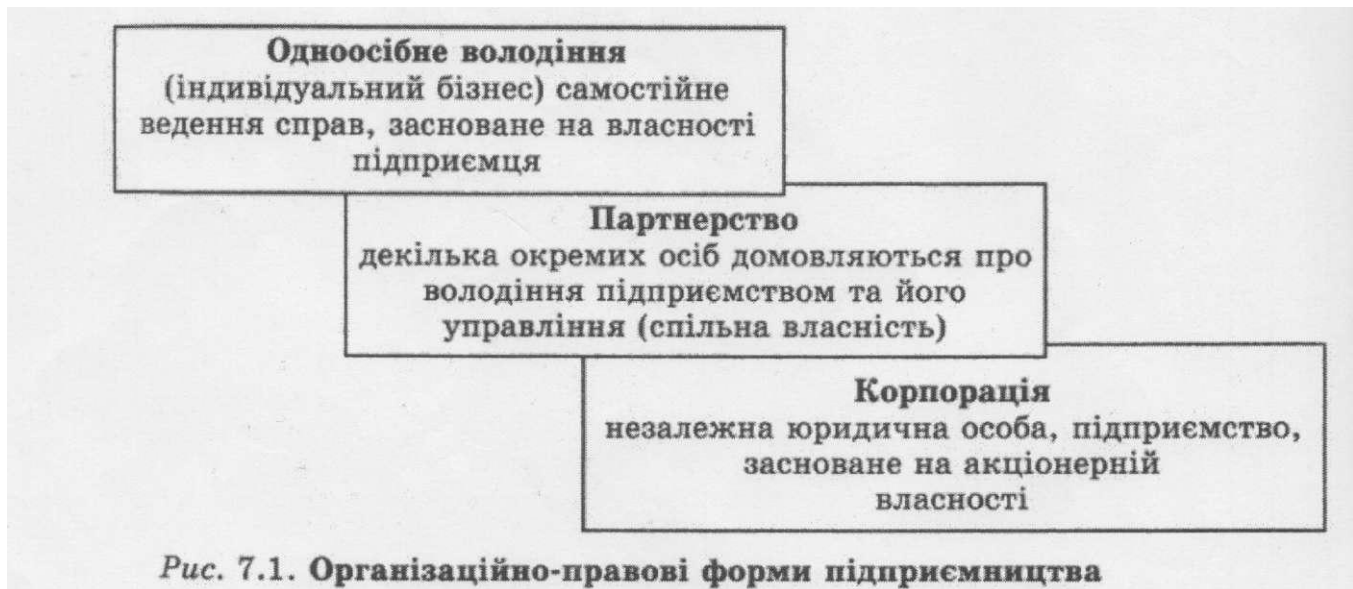 Одноосібне володіння
(індивідуальний бізнес) самостійне
ведення справ, засноване на власності
підприємця
Партнерство
декілька окремих осіб домовляються про
володіння підприємством та його
управління (спільна власність)
Корпорація
незалежна юридична особа, підприємство,
засноване на акціонерній
власності
Рис. 7.1. Організаційно-правові форми підприємництва